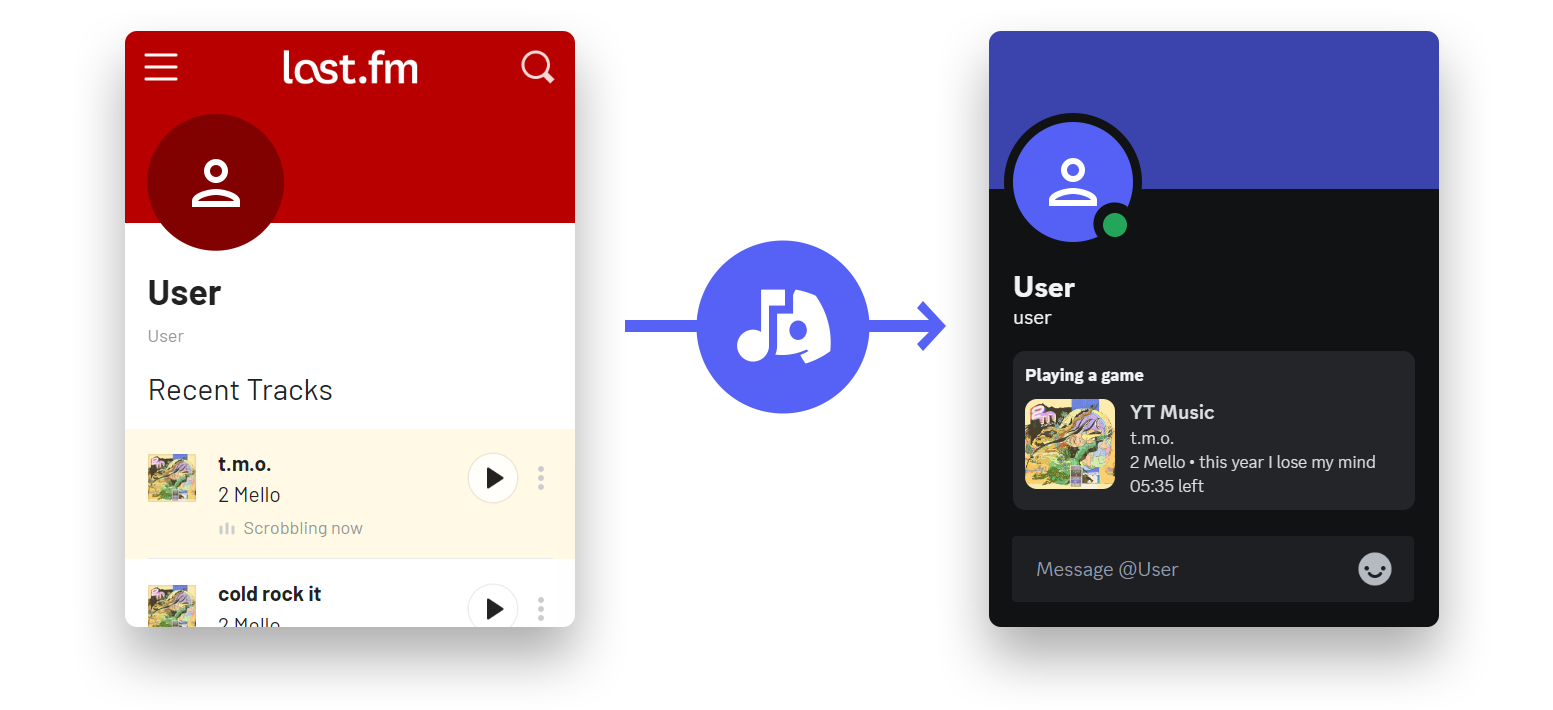 last.fm
User
User
Recent Tracks
t.m.o.
2 Mello
Scrobbling now
cold rock it
2 Mello
User
user
Playing a game
YT Music
t.m.o.
2 Mello • this year I lose my mind
05:35 left
Message @User